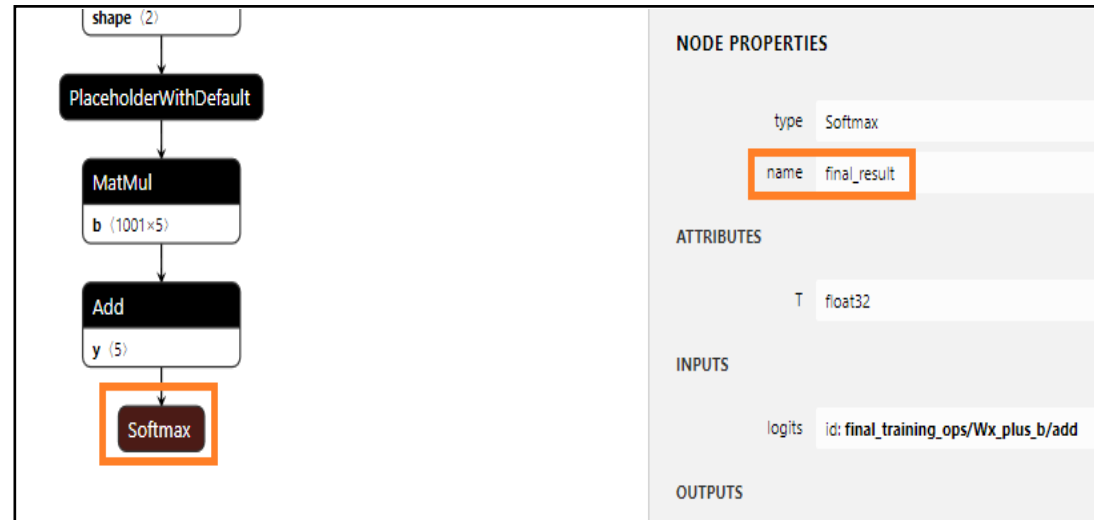 shape ⟨2⟩
PlaceholderWithDefault
MatMul
b ⟨1001×5⟩
Add
y ⟨5⟩
Softmax
NODE PROPERTIES
type Softmax
name final_result
ATTRIBUTES
T float32
INPUTS
logits id: final_training_ops/Wx_plus_b/add
OUTPUTS